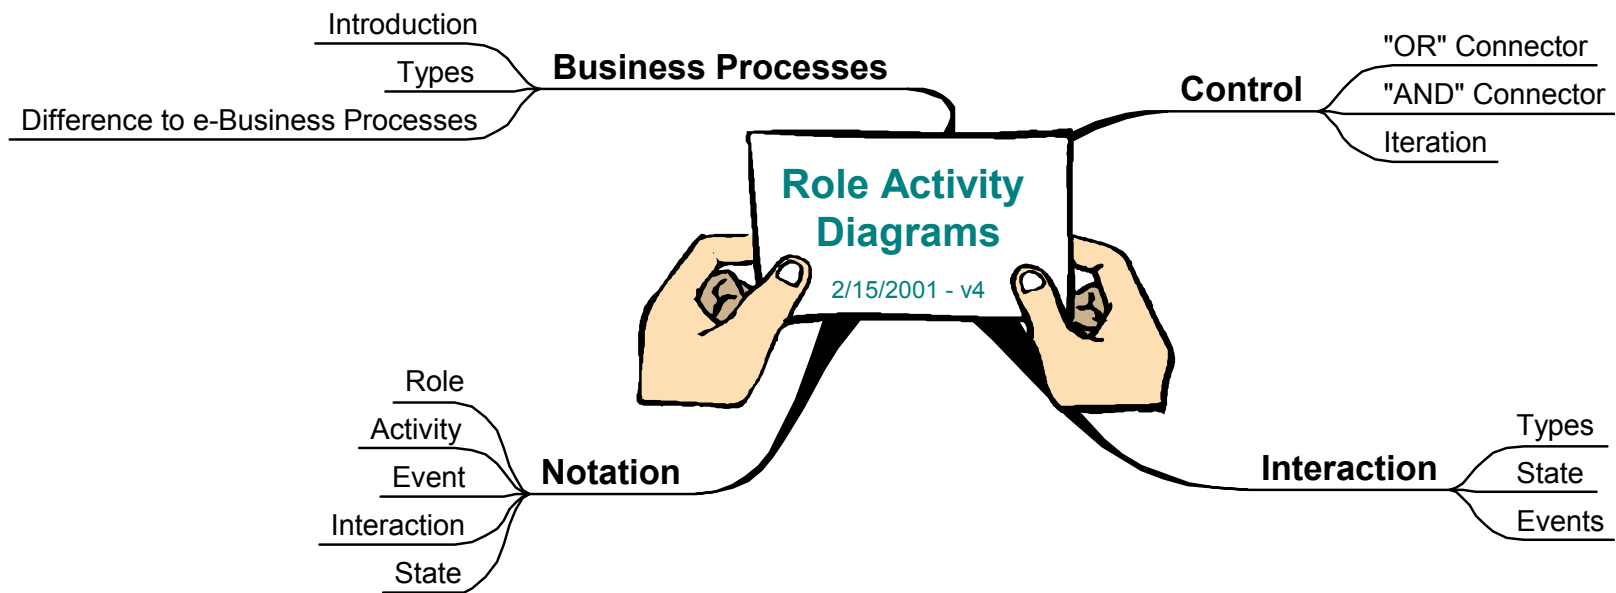 Introduction
Types
Difference to e-Business Processes
Business Processes
Control
"OR" Connector
"AND" Connector
Iteration
Role Activity
Diagrams
2/15/2001 - v4
Role
Activity
Event
Interaction
State
Notation
Interaction
Types
State
Events